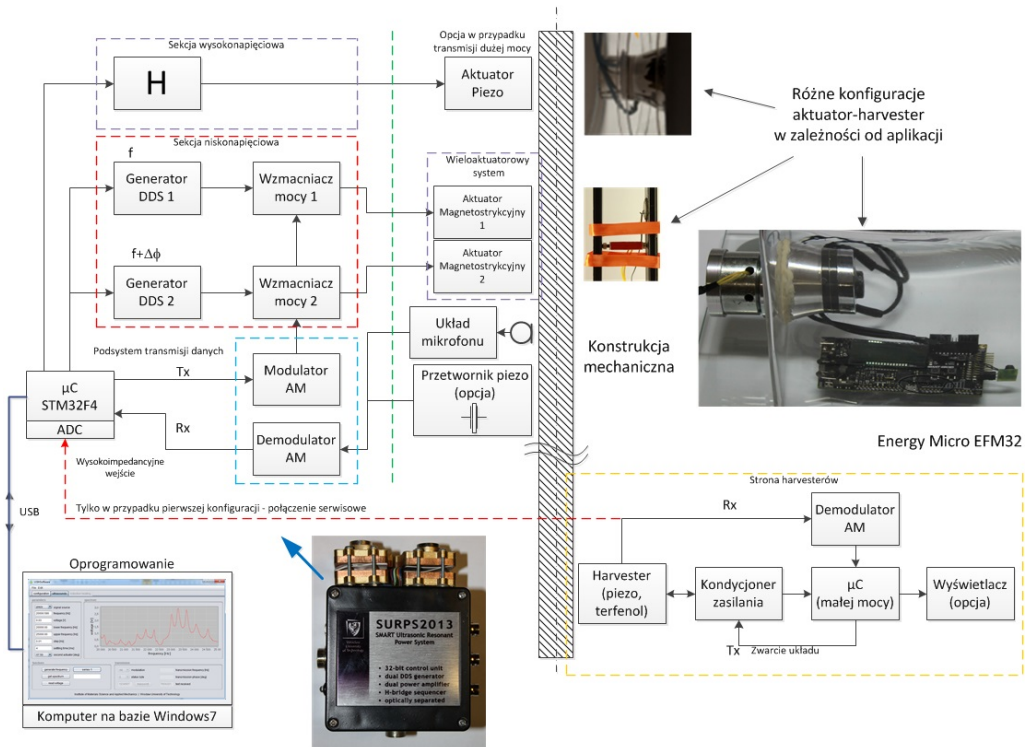 Sekcja wysokonapięciowa
H
Opcja w przypadku
transmisji dużej mocy
Aktuator
Piezo
Różne konfiguracje
aktuator-harvester
w zależności od aplikacji
Sekcja niskonapięciowa
f
Generator
DDS 1
Wzmacniacz
mocy 1
f+Δϕ
Generator
DDS 2
Wzmacniacz
mocy 2
Wieloaktuatorowy
system
Aktuator
Magnetostrykcyjny
1
Aktuator
Magnetostrykcyjny
2
Układ
mikrofonu
Przetwornik piezo
(opcja)
Konstrukcja
mechaniczna
Podsystem transmisji danych
Tx
Modulator
AM
µC
STM32F4
ADC
Rx
Demodulator
AM
Wysokoimpedancyjne
wejście
USB
Tylko w przypadku pierwszej konfiguracji - połączenie serwisowe
Energy Micro EFM32
Strona harvesterów
Rx
Demodulator
AM
Harvester
(piezo,
terfenol)
Kondycjoner
zasilania
µC
(małej mocy)
Wyświetlacz
(opcja)
Tx
Zwarcie układu
Oprogramowanie
Komputer na bazie Windows7
SURPS2013
SMART Ultrasonic Resonant
Power System
• 32-bit control unit
• dual DDS generator
• dual power amplifier
• H-bridge sequencer
• optically separated